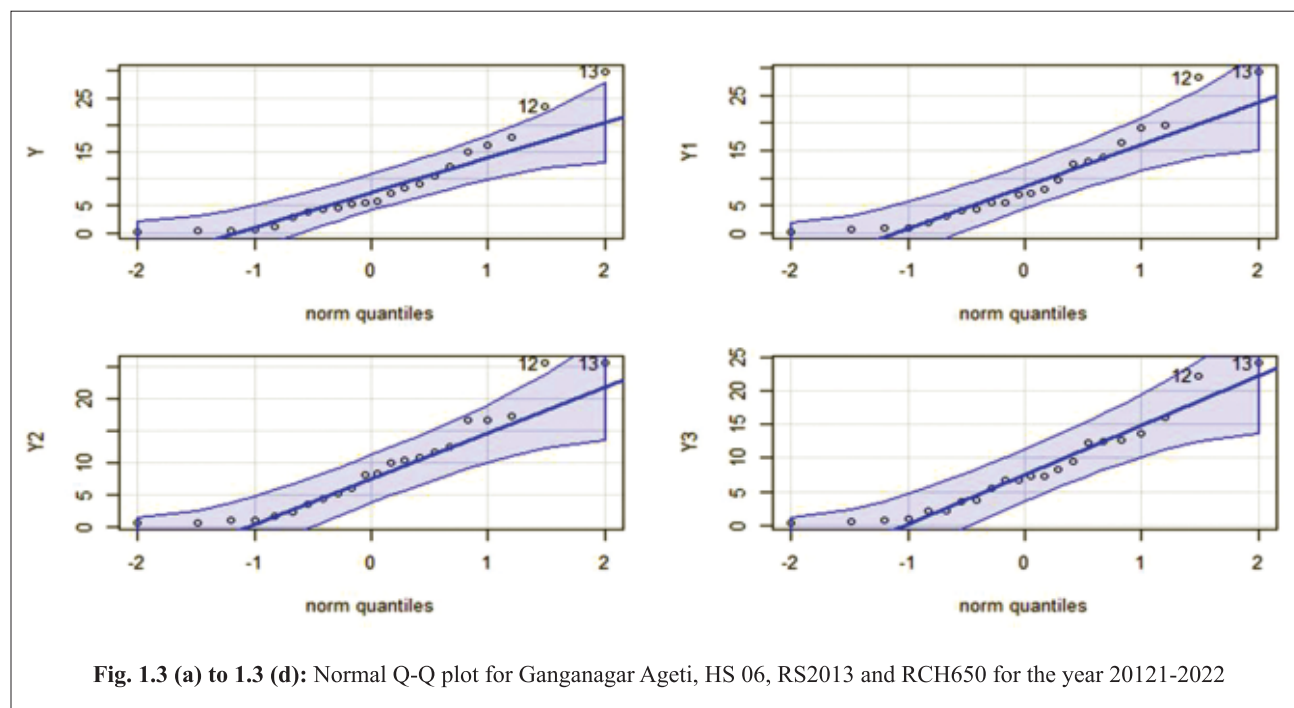 Y
25
15
5
0
13
12
-2 -1 0 1 2
norm quantiles
Y1
25
15
5
0
12
13
-2 -1 0 1 2
norm quantiles
Y2
20
10
5
0
12
13
-2 -1 0 1 2
norm quantiles
Y3
25
20
15
10
5
0
12
13
-2 -1 0 1 2
norm quantiles
Fig. 1.3 (a) to 1.3 (d): Normal Q-Q plot for Ganganagar Ageti, HS 06, RS2013 and RCH650 for the year 20121-2022